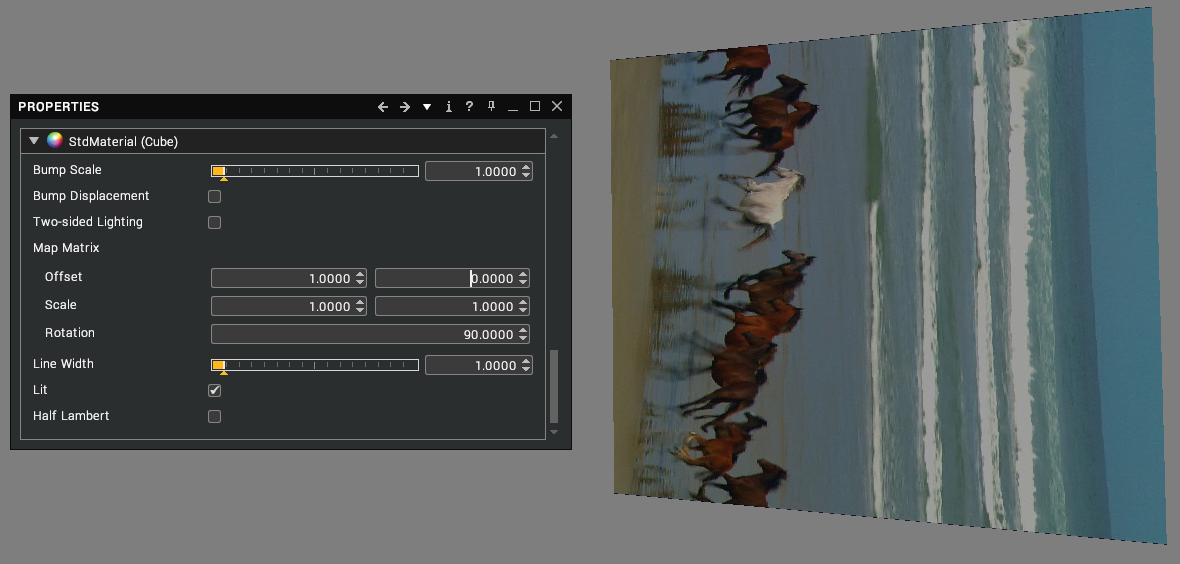 PROPERTIES
StdMaterial (Cube)
Bump Scale 1.0000
Bump Displacement
Two-sided Lighting
Map Matrix
Offset 1.0000 0.0000
Scale 1.0000 1.0000
Rotation 90.0000
Line Width 1.0000
Lit
Half Lambert